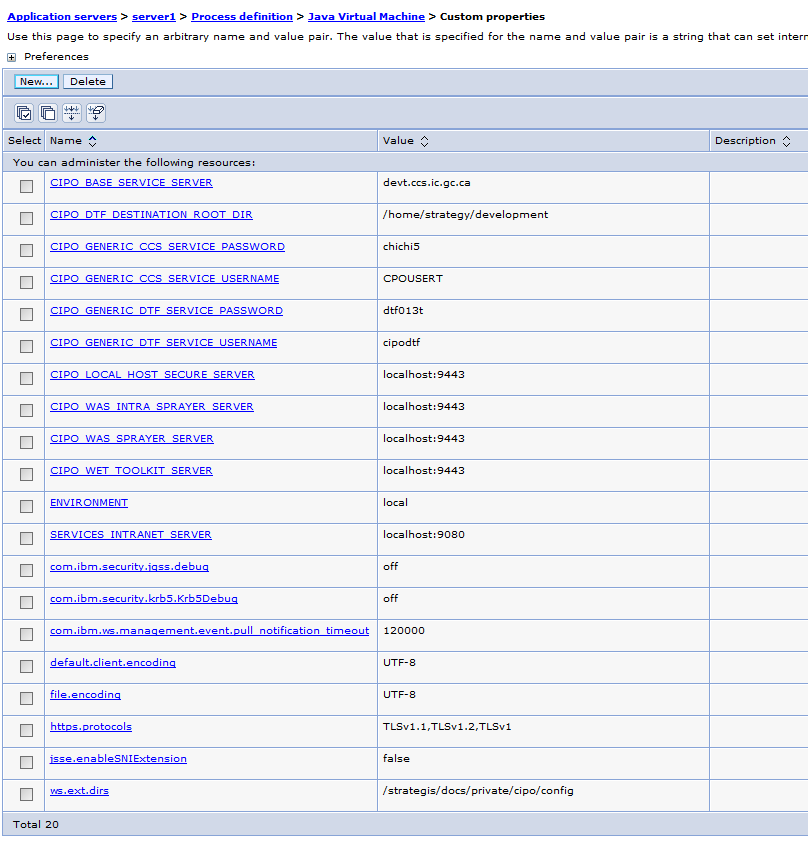 Application servers > server1 > Process definition > Java Virtual Machine > Custom properties
Use this page to specify an arbitrary name and value pair. The value that is specified for the name and value pair is a string that can set intern
Preferences
New... Delete
Select Name Value Description
You can administer the following resources:
CIPO_BASE_SERVICE_SERVER devt.ccs.ic.gc.ca
CIPO_DTF_DESTINATION_ROOT_DIR /home/strategy/development
CIPO_GENERIC_CCS_SERVICE_PASSWORD chichi5
CIPO_GENERIC_CCS_SERVICE_USERNAME CPOUSERT
CIPO_GENERIC_DTF_SERVICE_PASSWORD dtf013t
CIPO_GENERIC_DTF_SERVICE_USERNAME cipodtf
CIPO_LOCAL_HOST_SECURE_SERVER localhost:9443
CIPO_WAS_INTRA_SPRAYER_SERVER localhost:9443
CIPO_WAS_SPRAYER_SERVER localhost:9443
CIPO_WET_TOOLKIT_SERVER localhost:9443
ENVIRONMENT local
SERVICES_INTRANET_SERVER localhost:9080
com.ibm.security.jgss.debug off
com.ibm.security.krb5.Krb5Debug off
com.ibm.ws.management.event.pull_notification_timeout 120000
default.client.encoding UTF-8
file.encoding UTF-8
https.protocols TLSv1.1,TLSv1.2,TLSv1
jsse.enableSNIExtension false
ws.ext.dirs /strategis/docs/private/cipo/config
Total 20